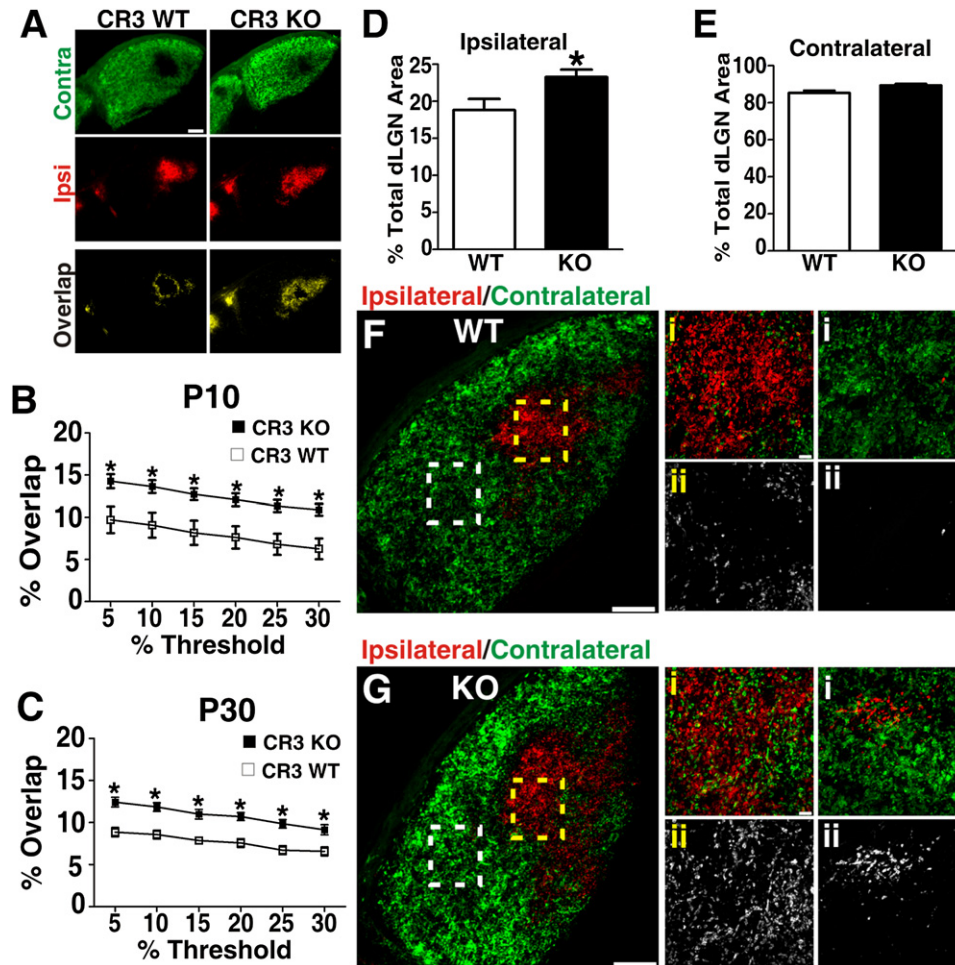 A
CR3 WT CR3 KO
Contra
Ipsi
Overlap
B
P10
CR3 KO
CR3 WT
% Overlap
20
15
10
5
0
* * * * * *
5 10 15 20 25 30
% Threshold
C
P30
CR3 KO
CR3 WT
% Overlap
20
15
10
5
0
* * * * * *
5 10 15 20 25 30
% Threshold
D
Ipsilateral
*
% Total dLGN Area
25
20
15
10
5
0
WT KO
E
Contralateral
% Total dLGN Area
100
80
60
40
20
0
WT KO
Ipsilateral/Contralateral
F WT
i i
ii ii
Ipsilateral/Contralateral
G KO
i i
ii ii